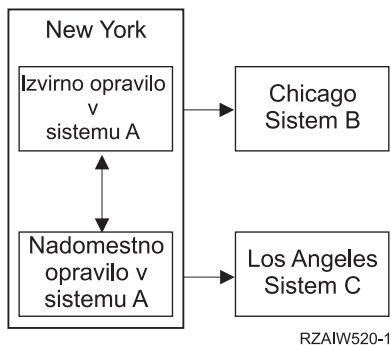 New York
Izvirno opravilo
v
sistemu A
Chicago
Sistem B
Nadomestno
opravilo v
sistemu A
Los Angeles
Sistem C
RZAIW520-1